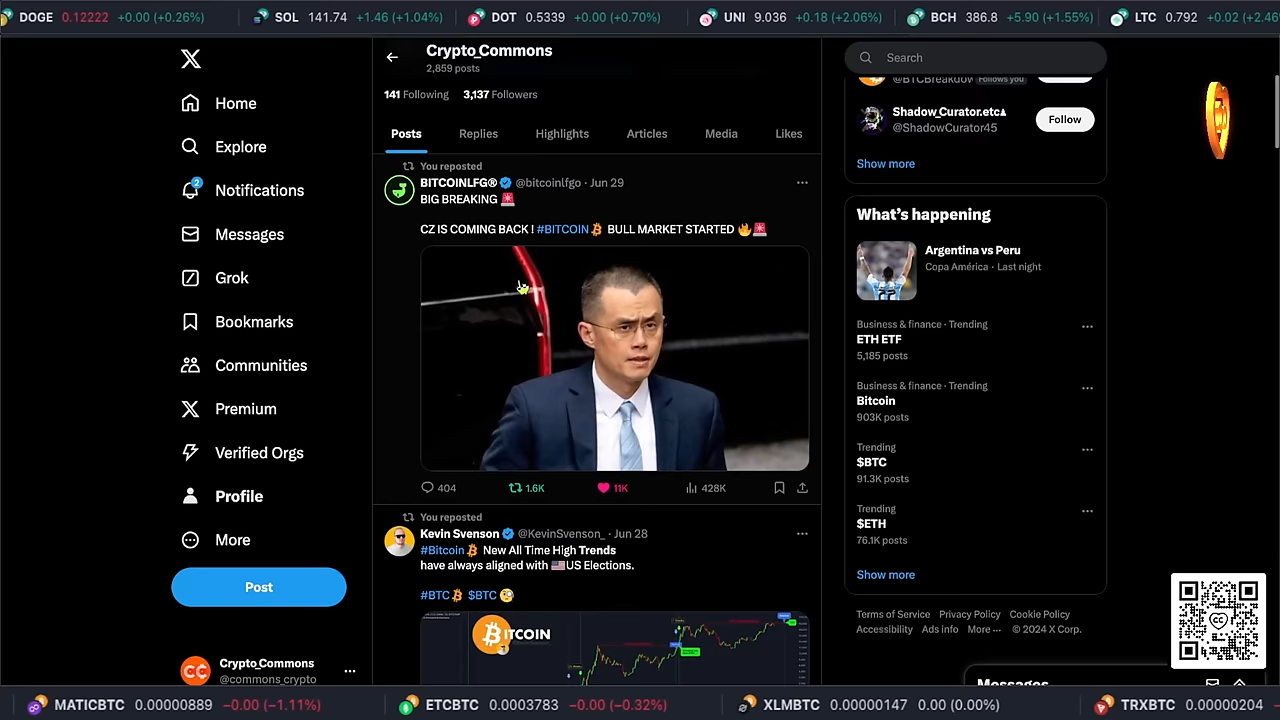 DOGE 0.12222 +0.00 (+0.26%) SOL 141.74 +1.46 (+1.04%) DOT 0.5339 +0.00 (+0.70%) UNI 9.036 +0.18 (+2.06%) BCH 386.8 +5.90 (+1.55%) LTC 0.792 +0.02 (+2.46
Home
Explore
2
Notifications
Messages
Grok
Bookmarks
Communities
Premium
Verified Orgs
Profile
More
Post
Crypto_Commons
@commons_crypto
Crypto_Commons
2,859 posts
141 Following 3,137 Followers
Posts Replies Highlights Articles Media Likes
You reposted
BITCOINLFG® @bitcoinlfgo · Jun 29
BIG BREAKING 🚨
CZ IS COMING BACK ! #BITCOIN BULL MARKET STARTED 🔥🚨
404 1.6K 11K 428K
You reposted
Kevin Svenson @KevinSvenson_ · Jun 28
#Bitcoin New All Time High Trends
have always aligned with 🇺🇸US Elections.
#BTC $BTC 🧐
BITCOIN
Search
@BTCBreakdow Follows you
Shadow_Curator.etc▲
@ShadowCurator45
Follow
Show more
What's happening
Argentina vs Peru
Copa América · Last night
Business & finance · Trending
ETH ETF
5,185 posts
Business & finance · Trending
Bitcoin
903K posts
Trending
$BTC
91.3K posts
Trending
$ETH
76.1K posts
Show more
Terms of Service Privacy Policy Cookie Policy
Accessibility Ads info More ··· © 2024 X Corp.
CC
Messages
MATICBTC 0.00000889 −0.00 (−1.11%) ETCBTC 0.0003783 −0.00 (−0.32%) XLMBTC 0.00000147 0.00 (0.00%) TRXBTC 0.00000204